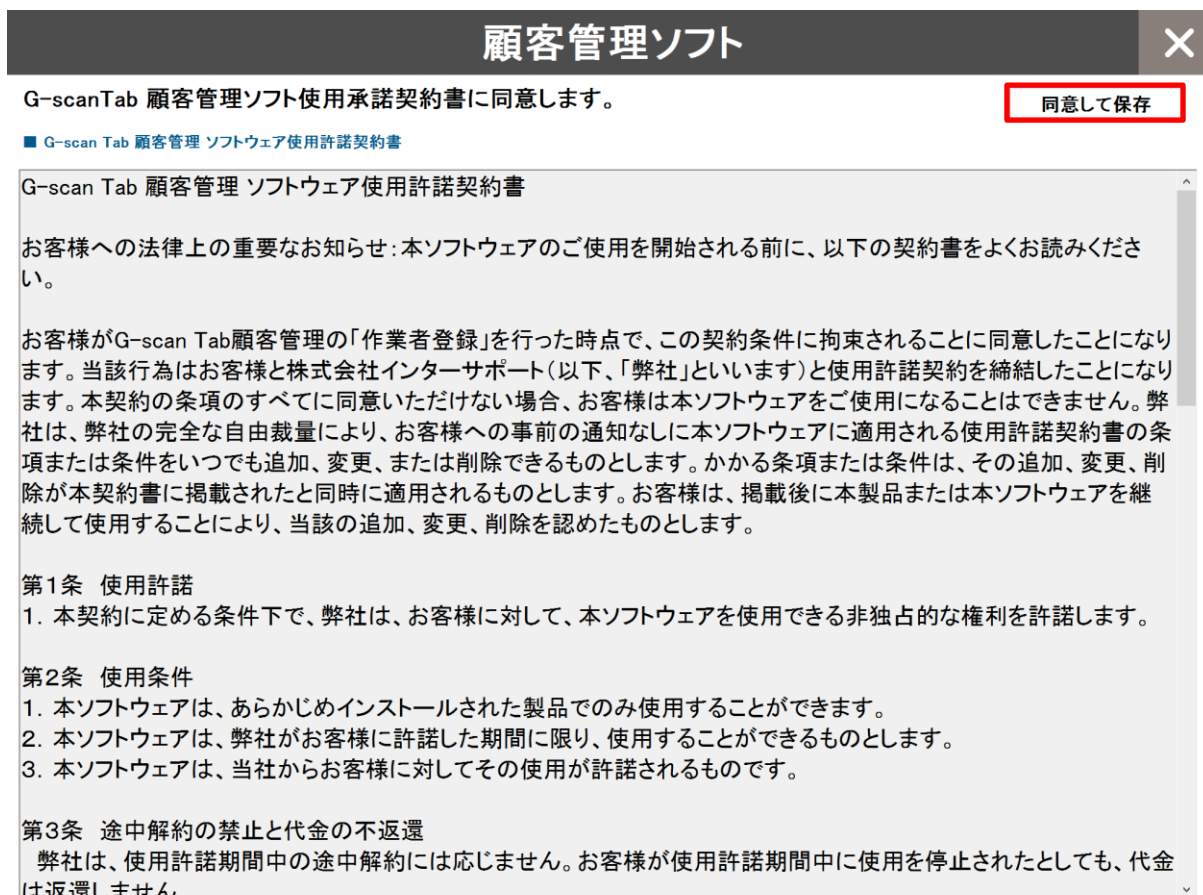 顧客管理ソフト
G-scanTab 顧客管理ソフト使用承諾契約書に同意します。
同意して保存
■ G-scan Tab 顧客管理 ソフトウェア使用許諾契約書
G-scan Tab 顧客管理 ソフトウェア使用許諾契約書
お客様への法律上の重要なお知らせ：本ソフトウェアのご使用を開始される前に、以下の契約書をよくお読みくださ
い。
お客様がG-scan Tab顧客管理の「作業者登録」を行った時点で、この契約条件に拘束されることに同意したことになり
ます。当該行為はお客様と株式会社インターサポート（以下、「弊社」といいます）と使用許諾契約を締結したことになり
ます。本契約の条項のすべてに同意いただけない場合、お客様は本ソフトウェアをご使用になることはできません。弊
社は、弊社の完全な自由裁量により、お客様への事前の通知なしに本ソフトウェアに適用される使用許諾契約書の条
項または条件をいつでも追加、変更、または削除できるものとします。かかる条項または条件は、その追加、変更、削
除が本契約書に掲載されたと同時に適用されるものとします。お客様は、掲載後に本製品または本ソフトウェアを継
続して使用することにより、当該の追加、変更、削除を認めたものとします。
第１条 使用許諾
１．本契約に定める条件下で、弊社は、お客様に対して、本ソフトウェアを使用できる非独占的な権利を許諾します。
第２条 使用条件
１．本ソフトウェアは、あらかじめインストールされた製品でのみ使用することができます。
２．本ソフトウェアは、弊社がお客様に許諾した期間に限り、使用することができるものとします。
３．本ソフトウェアは、当社からお客様に対してその使用が許諾されるものです。
第３条 途中解約の禁止と代金の不返還
弊社は、使用許諾期間中の途中解約には応じません。お客様が使用許諾期間中に使用を停止されたとしても、代金
は返還しません